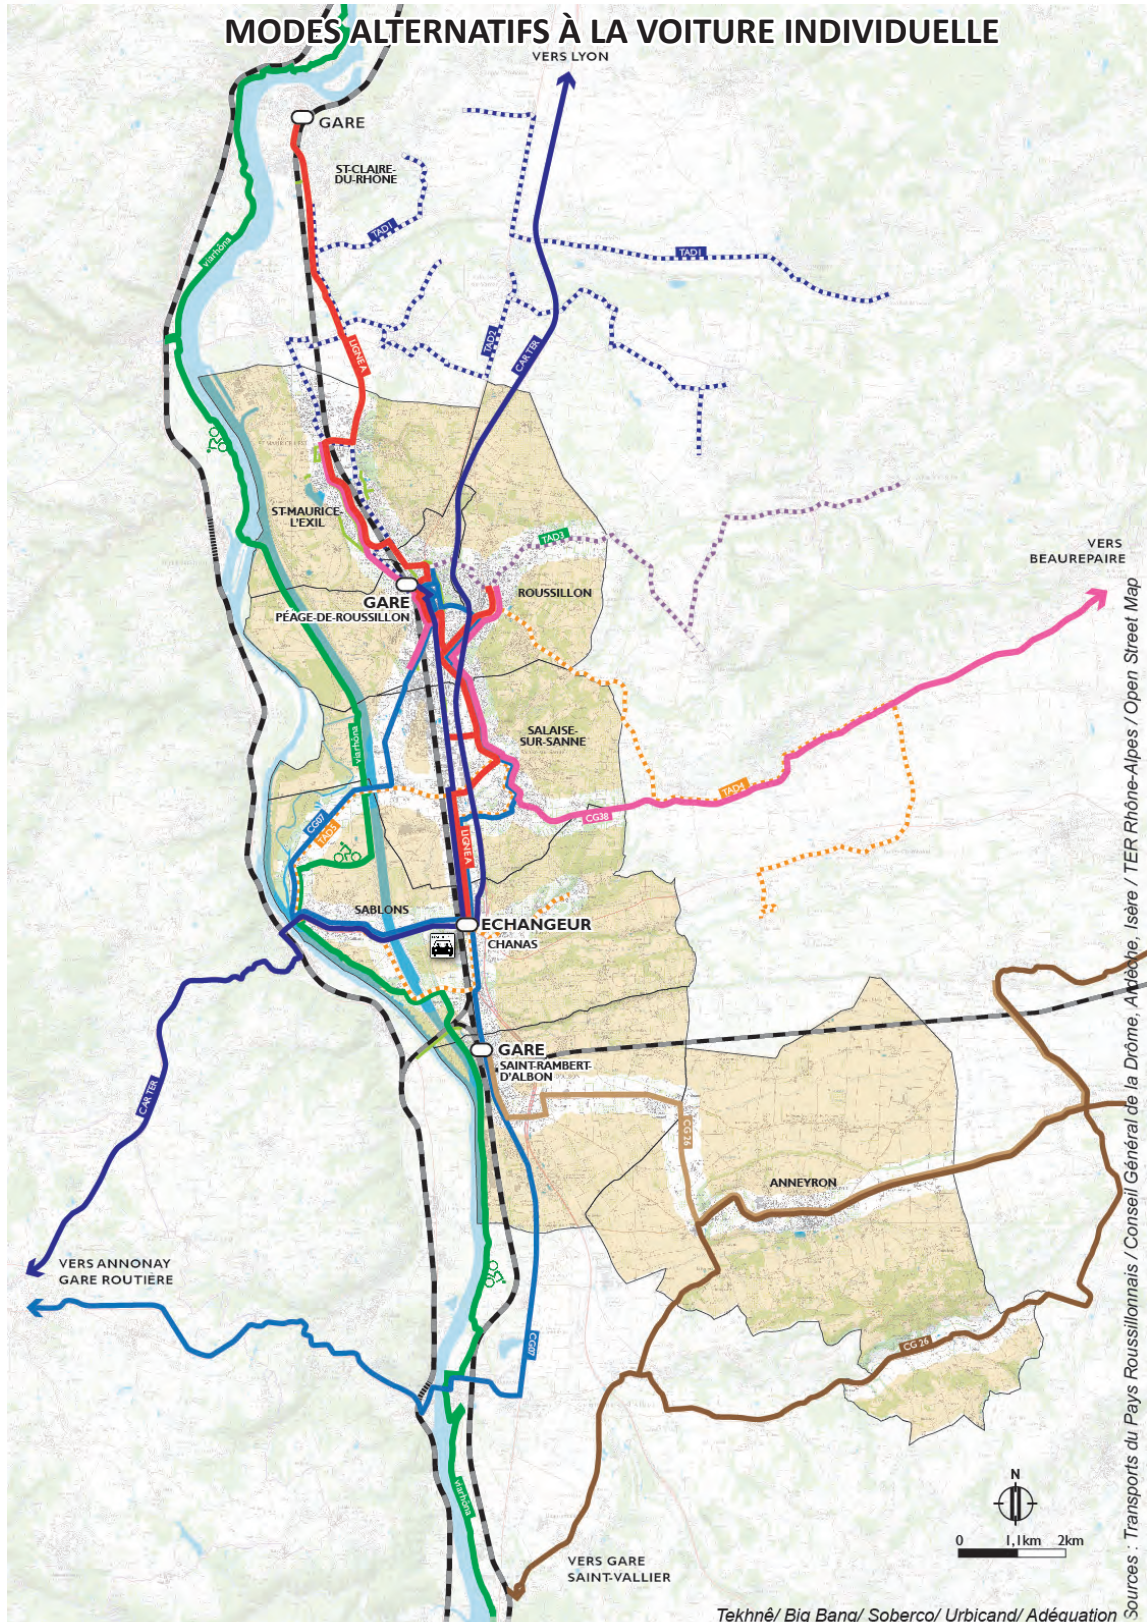 MODES ALTERNATIFS À LA VOITURE INDIVIDUELLE
VERS LYON
GARE
ST-CLAIRE-
DU-RHÔNE
TAD1
viarhôna
TAD1
TAD2
CAR TER
LIGNE A
ST-MAURICE-
L'EXIL
TAD3
VERS
BEAUREPAIRE
ROUSSILLON
GARE
PÉAGE-DE-ROUSSILLON
SALAISE-
SUR-SANNE
viarhôna
TAD4
CG38
CG07
TAD5
LIGNE A
SABLONS
ECHANGEUR
CHANAS
GARE
SAINT-RAMBERT-
D'ALBON
CAR TER
CG 26
ANNEYRON
VERS ANNONAY
GARE ROUTIÈRE
CG07
CG 26
viarhôna
N
0 1,1km 2km
VERS GARE
SAINT-VALLIER
Tekhnê/ Big Bang/ Soberco/ Urbicand/ Adéquation
Sources : Transports du Pays Roussillonnais / Conseil Général de la Drôme, Ardèche, Isère / TER Rhône-Alpes / Open Street Map